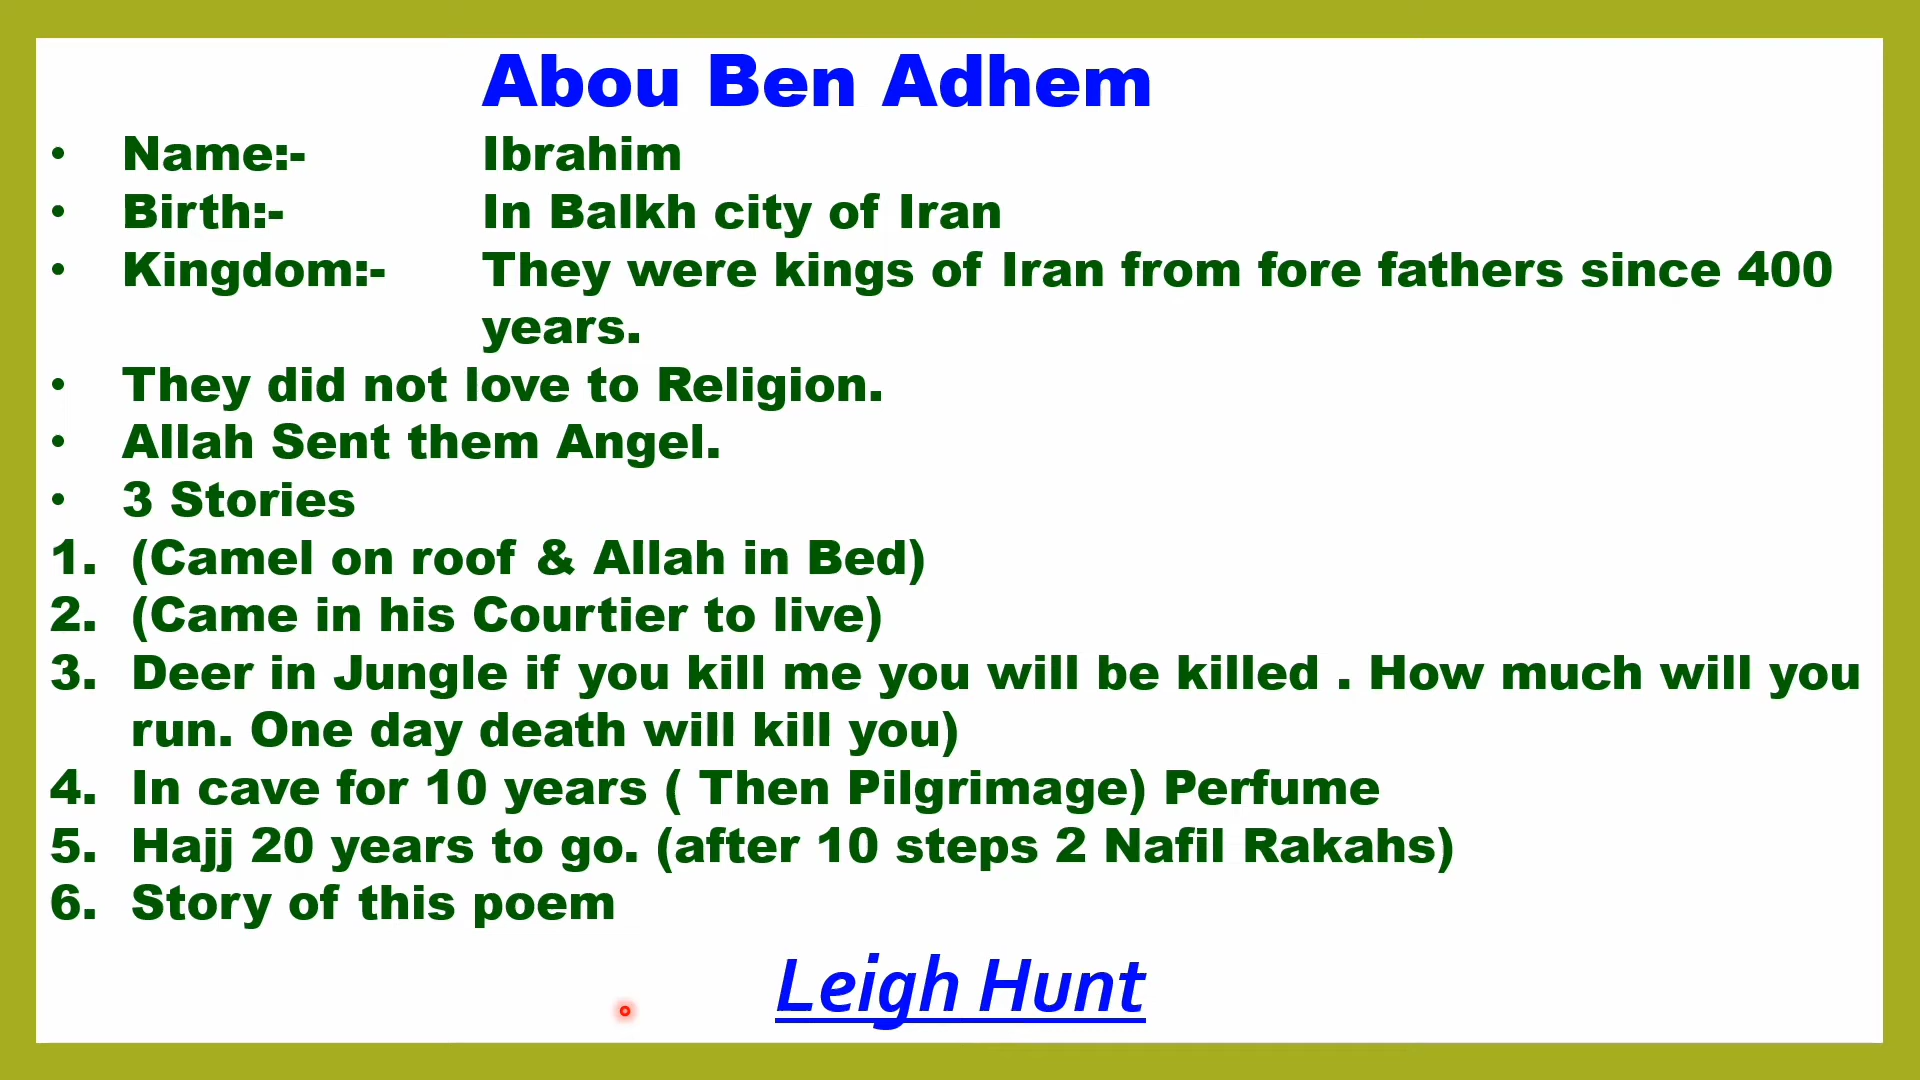 Abou Ben Adhem
• Name:- Ibrahim
• Birth:- In Balkh city of Iran
• Kingdom:- They were kings of Iran from fore fathers since 400
years.
• They did not love to Religion.
• Allah Sent them Angel.
• 3 Stories
1. (Camel on roof & Allah in Bed)
2. (Came in his Courtier to live)
3. Deer in Jungle if you kill me you will be killed . How much will you
run. One day death will kill you)
4. In cave for 10 years ( Then Pilgrimage) Perfume
5. Hajj 20 years to go. (after 10 steps 2 Nafil Rakahs)
6. Story of this poem
Leigh Hunt